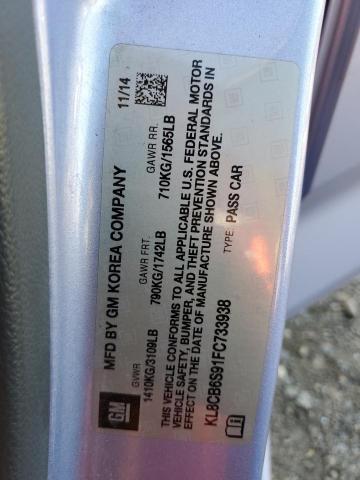 GM
MFD BY GM KOREA COMPANY 11/14
GVWR GAWR FRT. GAWR RR.
1410KG/3109LB 790KG/1742LB 710KG/1565LB
THIS VEHICLE CONFORMS TO ALL APPLICABLE U.S. FEDERAL MOTOR
VEHICLE SAFETY, BUMPER, AND THEFT PREVENTION STANDARDS IN
EFFECT ON THE DATE OF MANUFACTURE SHOWN ABOVE.
KL8CB6S91FC733938 TYPE: PASS CAR